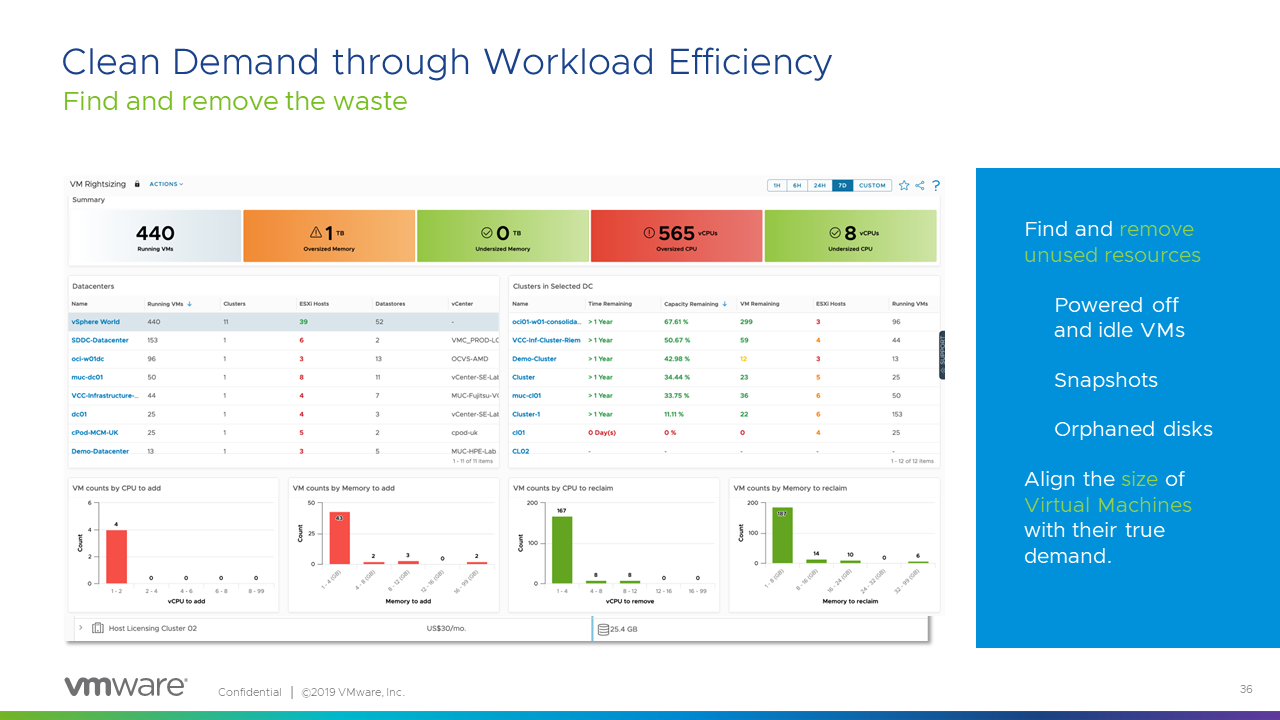 Clean Demand through Workload Efficiency
Find and remove the waste
VM Rightsizing ACTIONS
1H 6H 24H 7D CUSTOM ?
Summary
440
Running VMs
1 TB
Oversized Memory
0 TB
Undersized Memory
565 vCPUs
Oversized CPU
8 vCPUs
Undersized CPU
Datacenters
Name Running VMs ↓ Clusters ESXi Hosts Datastores vCenter
vSphere World 440 11 39 52 -
SDDC-Datacenter 153 1 6 2 VMC_PROD-LC
oci-w01dc 96 1 3 13 OCVS-AMD
muc-dc01 50 1 8 11 vCenter-SE-Lab
VCC-Infrastructure-... 44 1 4 7 MUC-Fujitsu-VC
dc01 25 1 4 3 vCenter-SE-Lab
cPod-MCM-UK 25 1 5 2 cpod-uk
Demo-Datacenter 13 1 3 5 MUC-HPE-Lab
1 - 11 of 11 items
Clusters in Selected DC
Name Time Remaining Capacity Remaining ↓ VM Remaining ESXi Hosts Running VMs
oci01-w01-consolida... > 1 Year 67.61 % 299 3 96
VCC-Inf-Cluster-Riem > 1 Year 50.67 % 59 4 44
Demo-Cluster > 1 Year 42.98 % 12 3 13
Cluster > 1 Year 34.44 % 23 5 25
muc-cl01 > 1 Year 33.75 % 36 6 50
Cluster-1 > 1 Year 11.11 % 22 6 153
cl01 0 Day(s) 0 % 0 4 25
CL02 - - - - -
1 - 12 of 12 items
VM counts by CPU to add
Count
6
4
2
0
4 0 0 0 0
1 - 2 2 - 4 4 - 6 6 - 8 8 - 99
vCPU to add
VM counts by Memory to add
Count
50
25
0
43 2 3 0 2
1 - 4 (GB) 4 - 8 (GB) 8 - 12 (GB) 12 - 16 (GB) 16 - 99 (GB)
Memory to add
VM counts by CPU to reclaim
Count
200
100
0
167 8 8 0 0
1 - 4 4 - 8 8 - 12 12 - 16 16 - 99
vCPU to remove
VM counts by Memory to reclaim
Count
200
100
0
187 14 10 0 6
1 - 8 (GB) 8 - 16 (GB) 16 - 24 (GB) 24 - 32 (GB) 32 - 99 (GB)
Memory to reclaim
Host Licensing Cluster 02 US$30/mo. 25.4 GB
Find and remove
unused resources
Powered off
and idle VMs
Snapshots
Orphaned disks
Align the size of
Virtual Machines
with their true
demand.
vmware®
Confidential | ©2019 VMware, Inc.
36